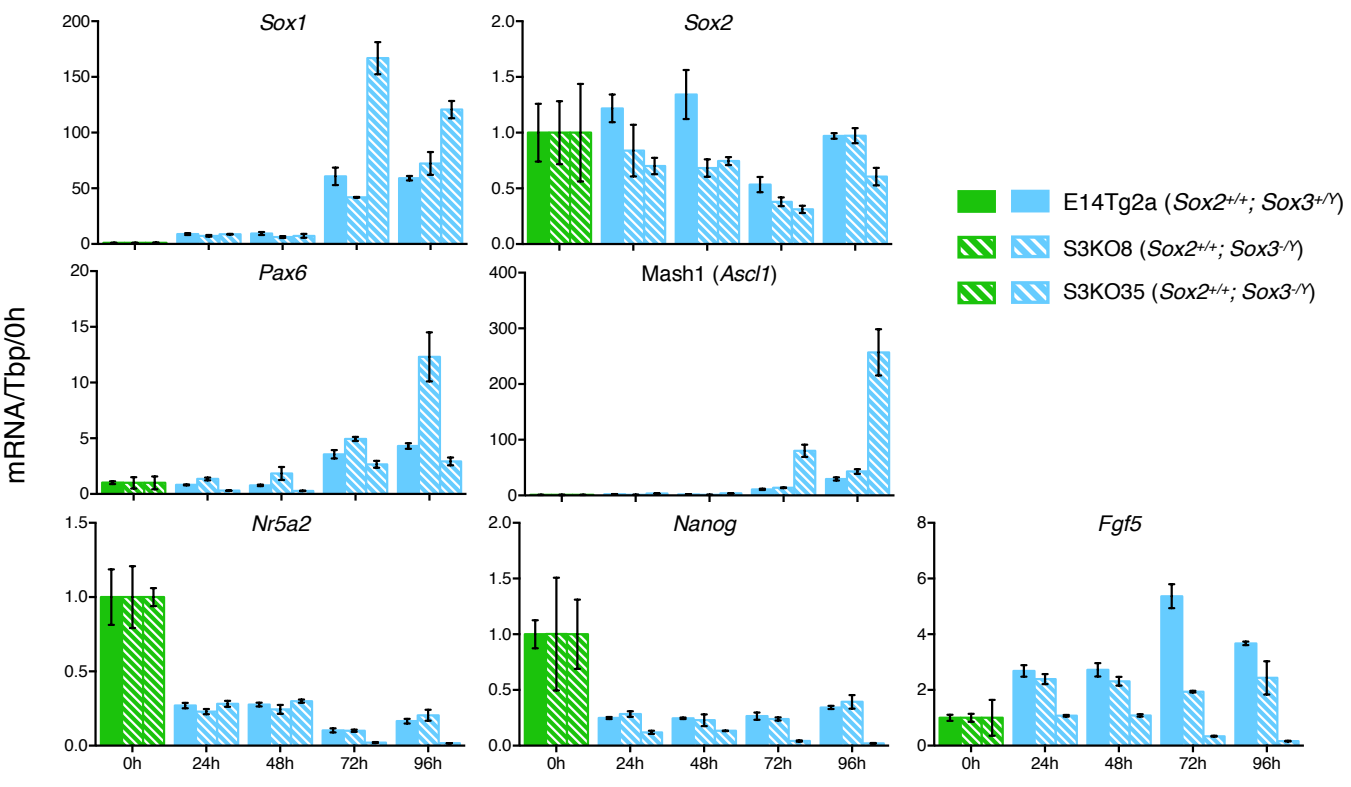 Sox1
200
150
100
50
0
Sox2
2.0
1.5
1.0
0.5
0.0
E14Tg2a (Sox2+/+; Sox3+/Y)
S3KO8 (Sox2+/+; Sox3-/Y)
S3KO35 (Sox2+/+; Sox3-/Y)
mRNA/Tbp/0h
Pax6
20
15
10
5
0
Mash1 (Ascl1)
400
300
200
100
0
Nr5a2
1.5
1.0
0.5
0.0
0h 24h 48h 72h 96h
Nanog
2.0
1.5
1.0
0.5
0.0
0h 24h 48h 72h 96h
Fgf5
8
6
4
2
0
0h 24h 48h 72h 96h